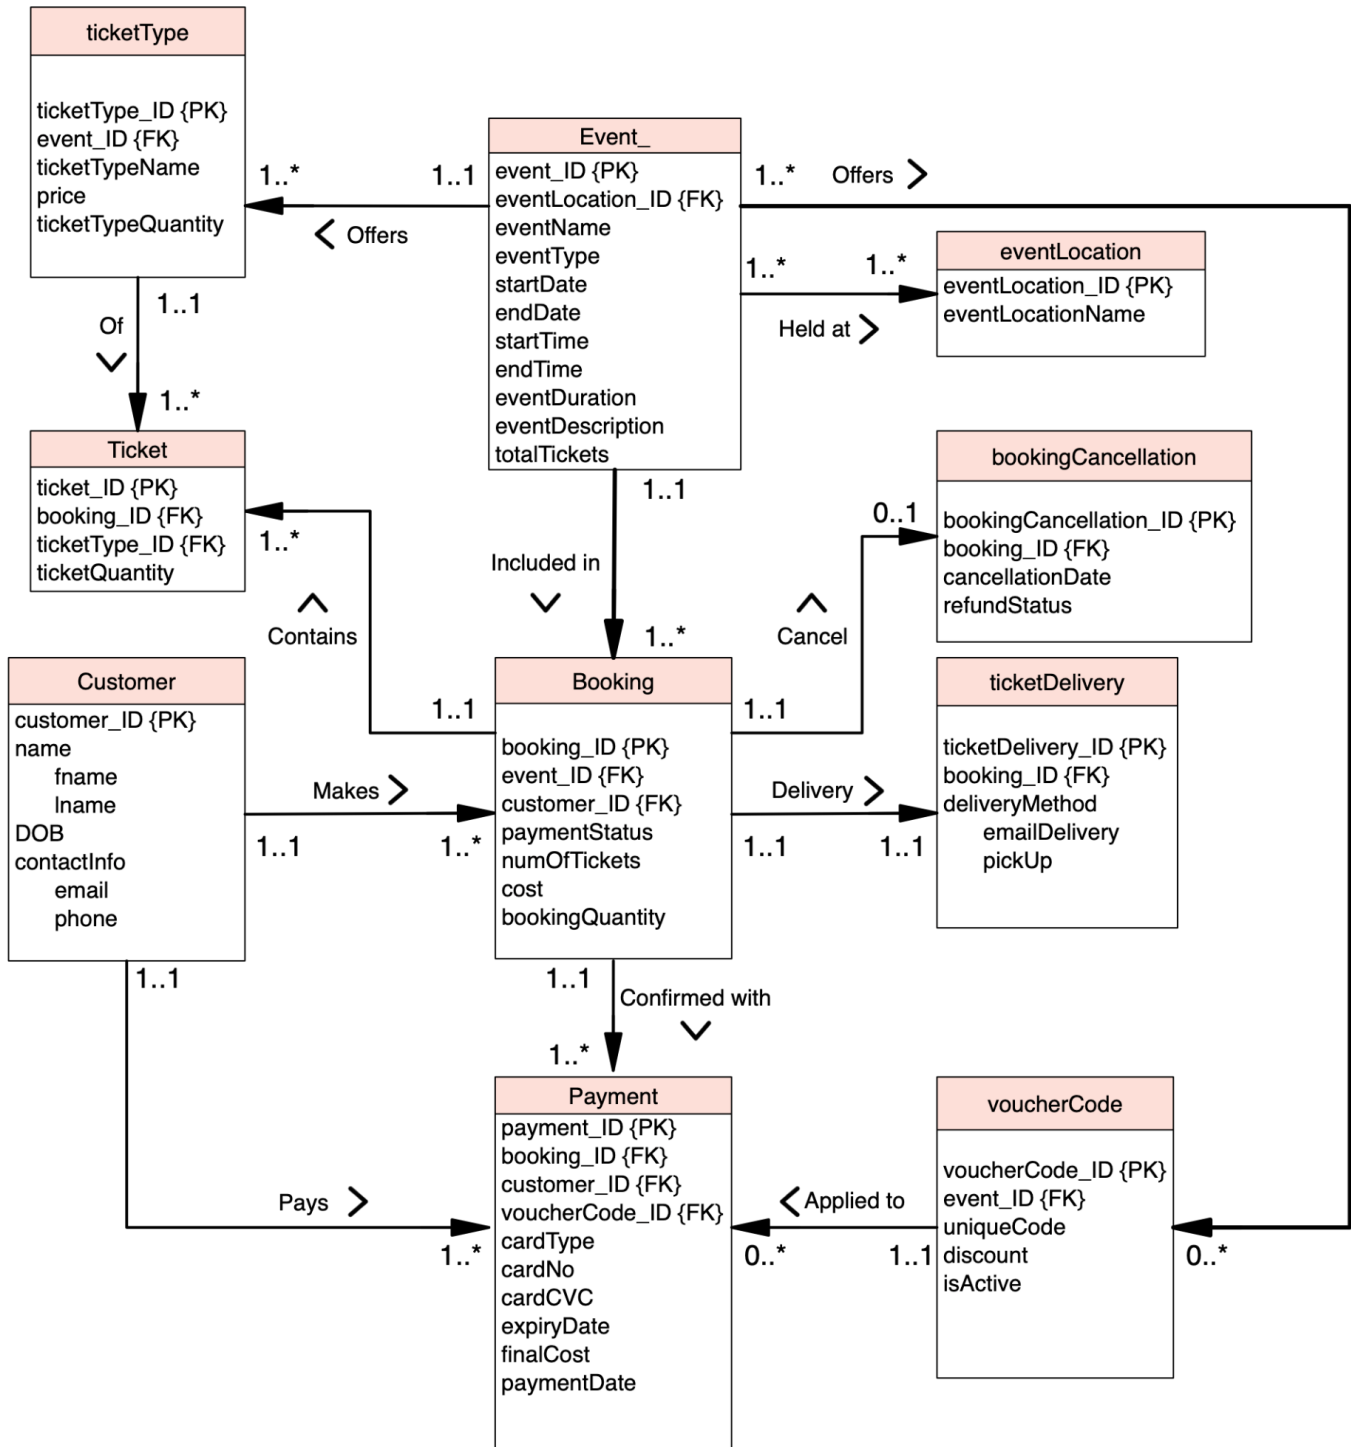 ticketType
ticketType_ID {PK}
event_ID {FK}
ticketTypeName
price
ticketTypeQuantity
1..*
1..1
< Offers
Event_
event_ID {PK}
eventLocation_ID {FK}
eventName
eventType
startDate
endDate
startTime
endTime
eventDuration
eventDescription
totalTickets
1..*
Offers >
1..*
1..*
Held at >
eventLocation
eventLocation_ID {PK}
eventLocationName
1..1
Of
1..*
Ticket
ticket_ID {PK}
booking_ID {FK}
ticketType_ID {FK}
ticketQuantity
1..*
Contains
1..1
1..1
Included in
1..*
0..1
Cancel
1..1
bookingCancellation
bookingCancellation_ID {PK}
booking_ID {FK}
cancellationDate
refundStatus
Customer
customer_ID {PK}
name
fname
lname
DOB
contactInfo
email
phone
Makes >
1..1
1..*
Booking
booking_ID {PK}
event_ID {FK}
customer_ID {FK}
paymentStatus
numOfTickets
cost
bookingQuantity
Delivery >
1..1
1..1
ticketDelivery
ticketDelivery_ID {PK}
booking_ID {FK}
deliveryMethod
emailDelivery
pickUp
1..1
1..1
Confirmed with
1..*
Pays >
1..*
Payment
payment_ID {PK}
booking_ID {FK}
customer_ID {FK}
voucherCode_ID {FK}
cardType
cardNo
cardCVC
expiryDate
finalCost
paymentDate
< Applied to
0..*
1..1
voucherCode
voucherCode_ID {PK}
event_ID {FK}
uniqueCode
discount
isActive
0..*